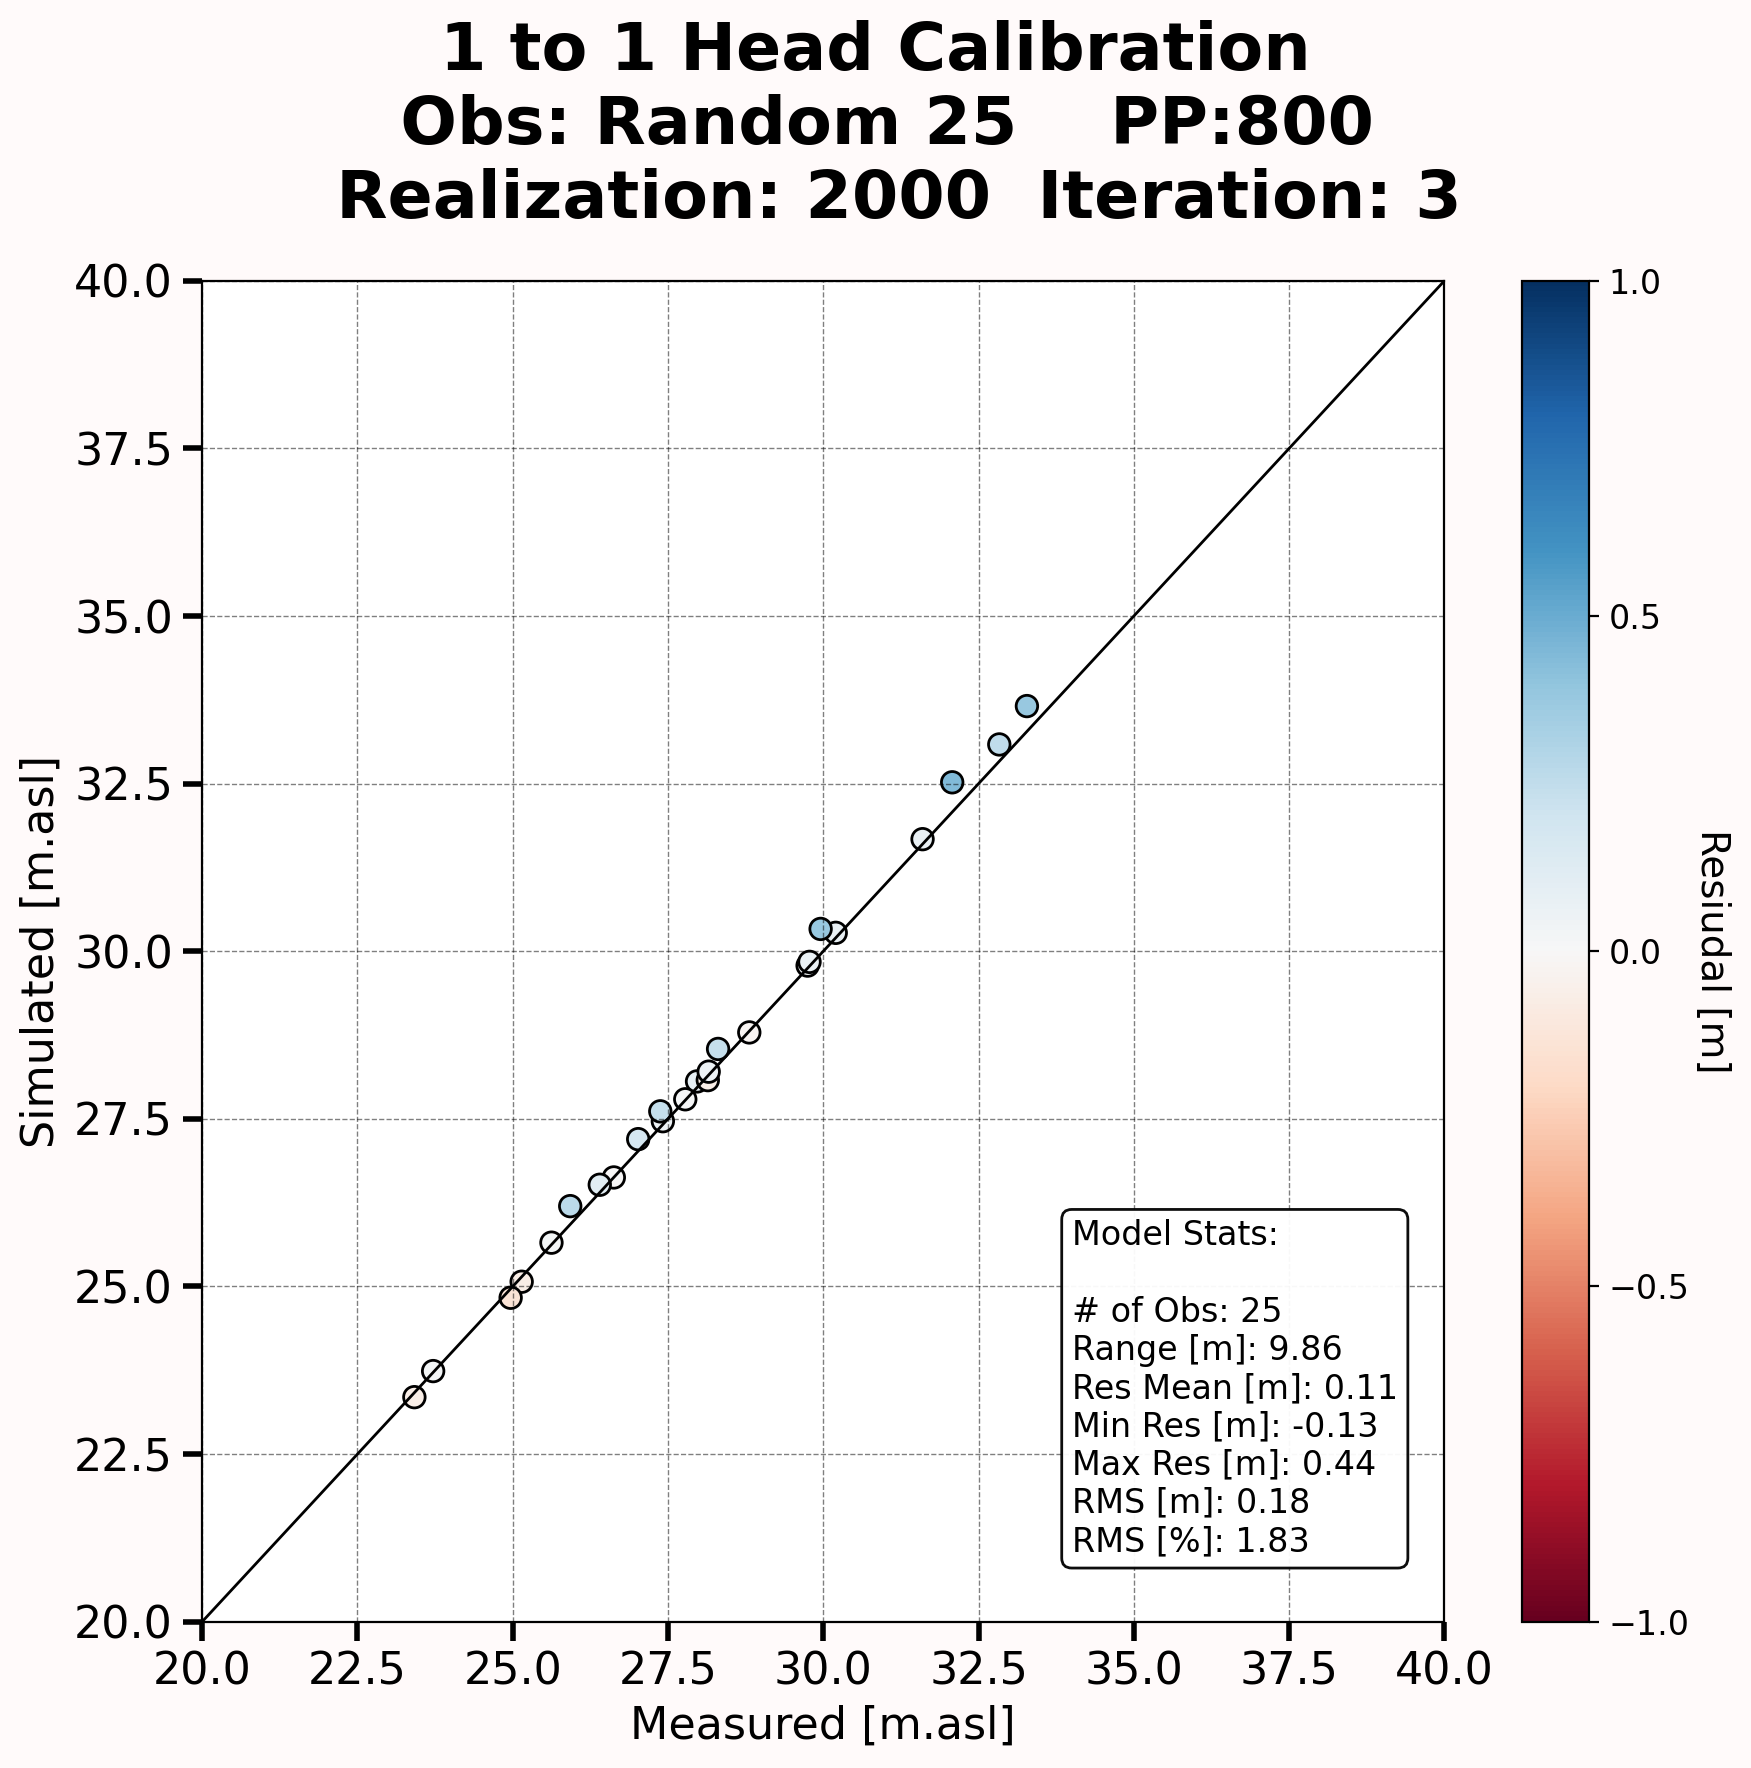 1 to 1 Head Calibration
Obs: Random 25    PP:800
Realization: 2000  Iteration: 3
40.0
37.5
35.0
32.5
30.0
27.5
25.0
22.5
20.0
Simulated [m.asl]
20.0 22.5 25.0 27.5 30.0 32.5 35.0 37.5 40.0
Measured [m.asl]
Model Stats:
# of Obs: 25
Range [m]: 9.86
Res Mean [m]: 0.11
Min Res [m]: -0.13
Max Res [m]: 0.44
RMS [m]: 0.18
RMS [%]: 1.83
1.0
0.5
0.0
−0.5
−1.0
Resiudal [m]